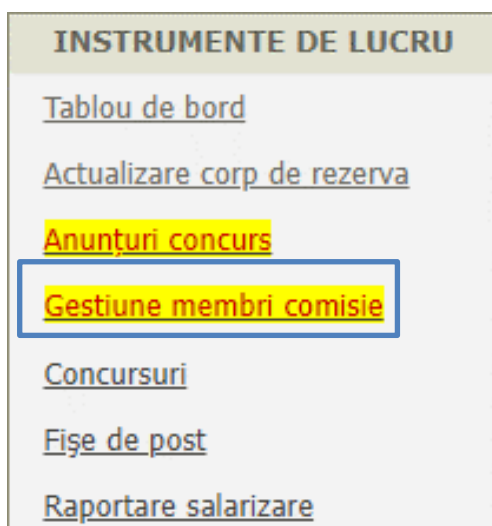 INSTRUMENTE DE LUCRU
Tablou de bord
Actualizare corp de rezerva
Anunțuri concurs
Gestiune membri comisie
Concursuri
Fișe de post
Raportare salarizare